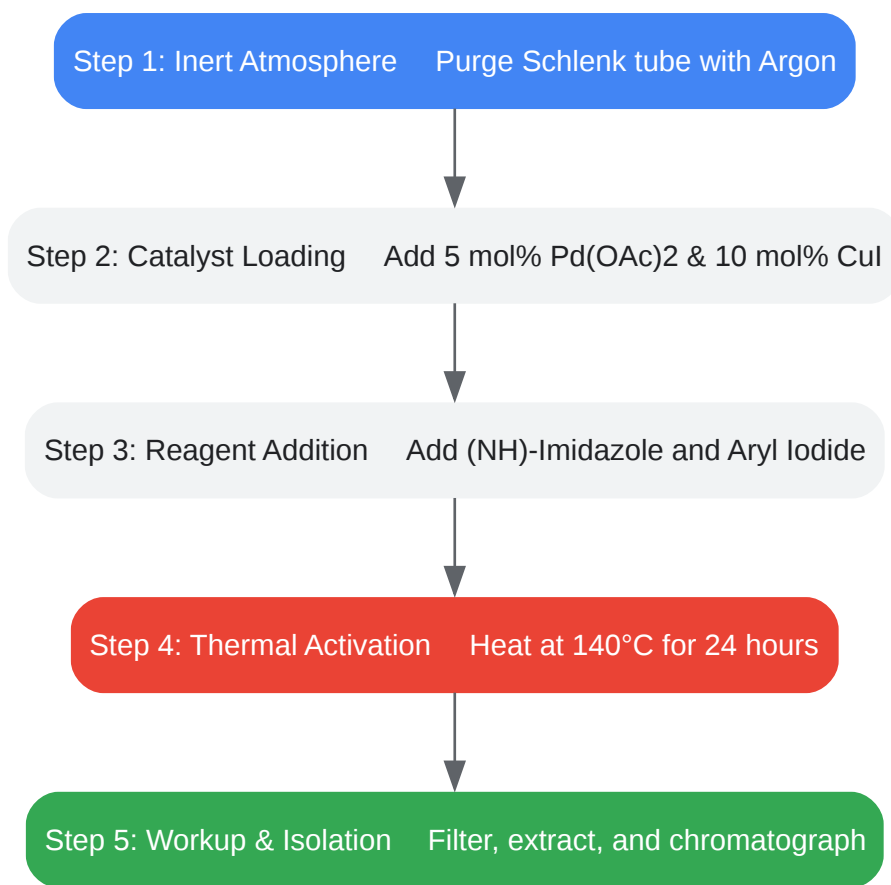 Step 1: Inert Atmosphere Purge Schlenk tube with Argon
Step 2: Catalyst Loading Add 5 mol% Pd(OAc)2 & 10 mol% CuI
Step 3: Reagent Addition Add (NH)-Imidazole and Aryl Iodide
Step 4: Thermal Activation Heat at 140°C for 24 hours
Step 5: Workup & Isolation Filter, extract, and chromatograph